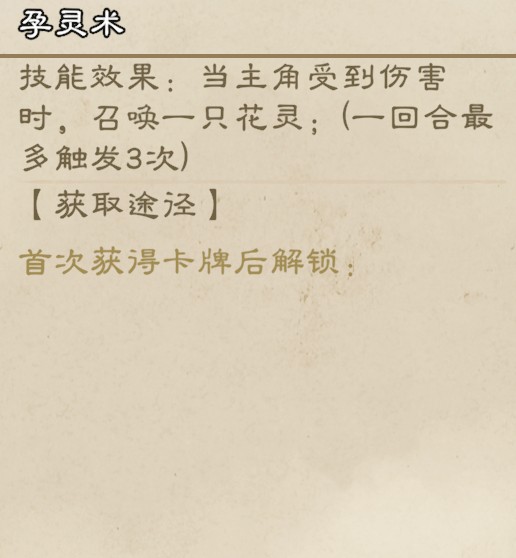 孕灵术
技能效果：当主角受到伤害
时，召唤一只花灵；(一回合最
多触发3次)
【获取途径】
首次获得卡牌后解锁；